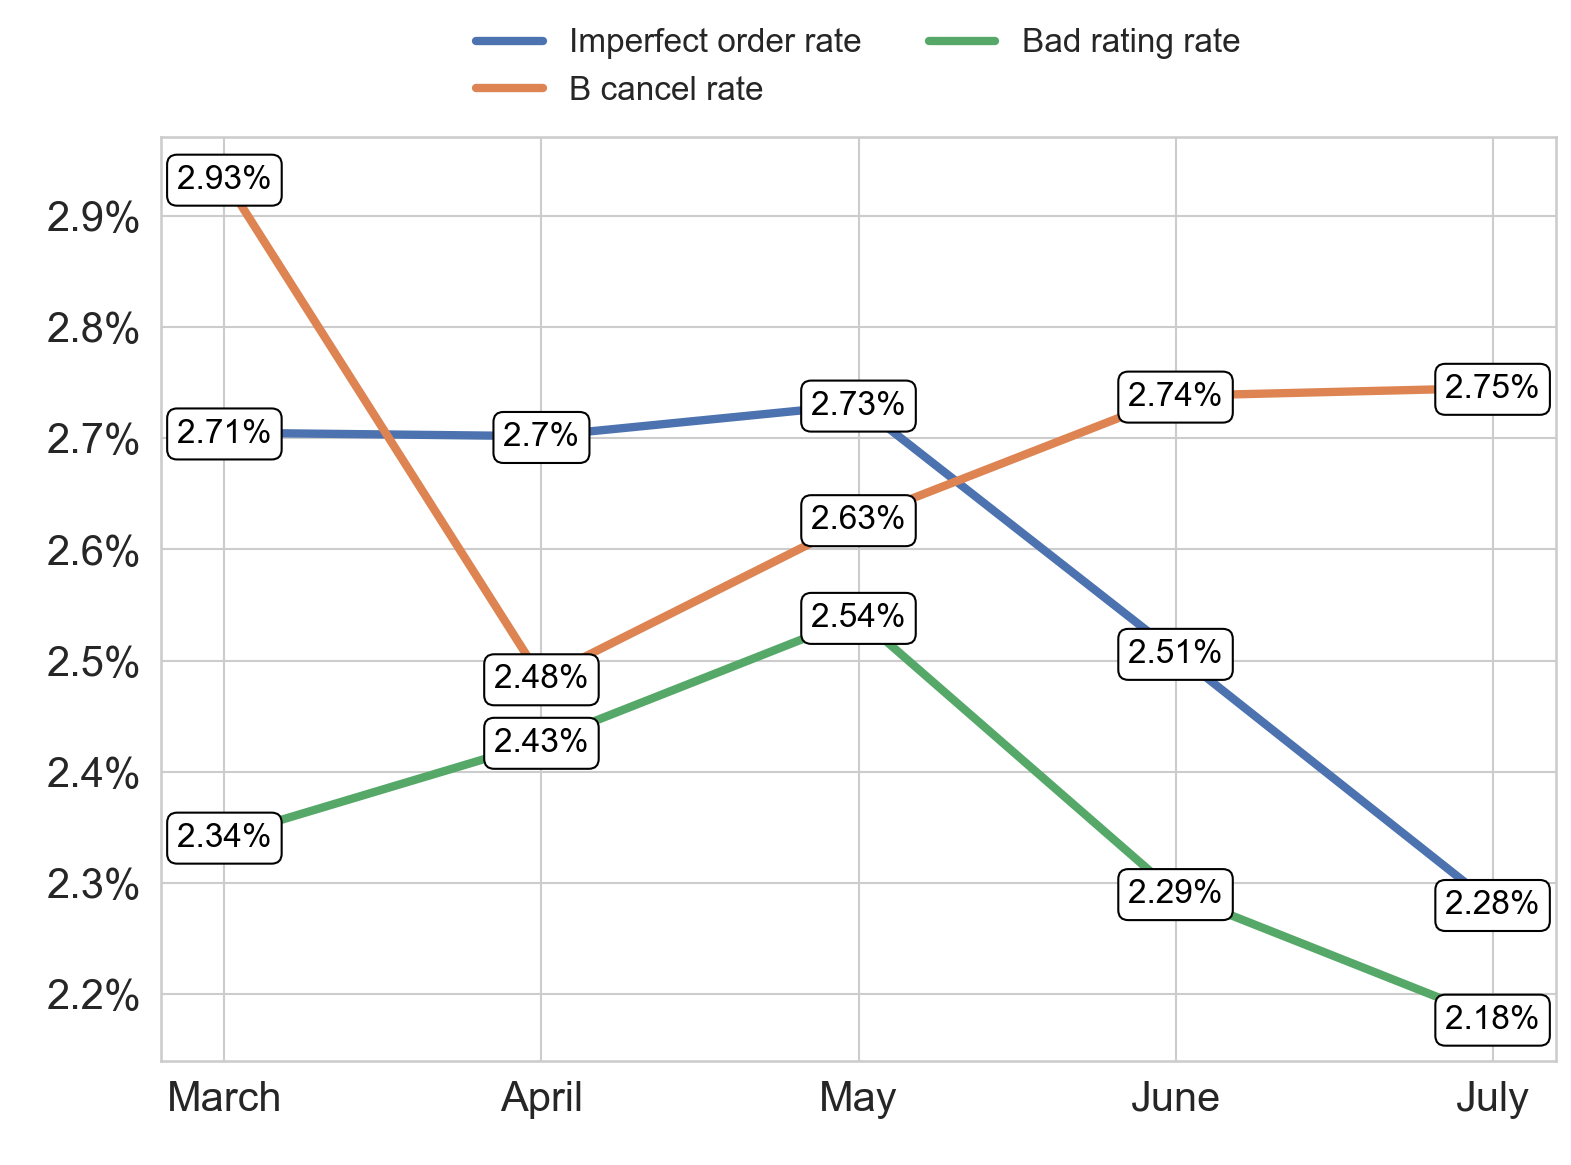 Imperfect order rate
Bad rating rate
B cancel rate
2.93%
2.9%
2.8%
2.75%
2.74%
2.73%
2.71%
2.7%
2.7%
2.63%
2.6%
2.54%
2.51%
2.5%
2.48%
2.43%
2.4%
2.34%
2.3%
2.29%
2.28%
2.2%
2.18%
March
April
May
June
July